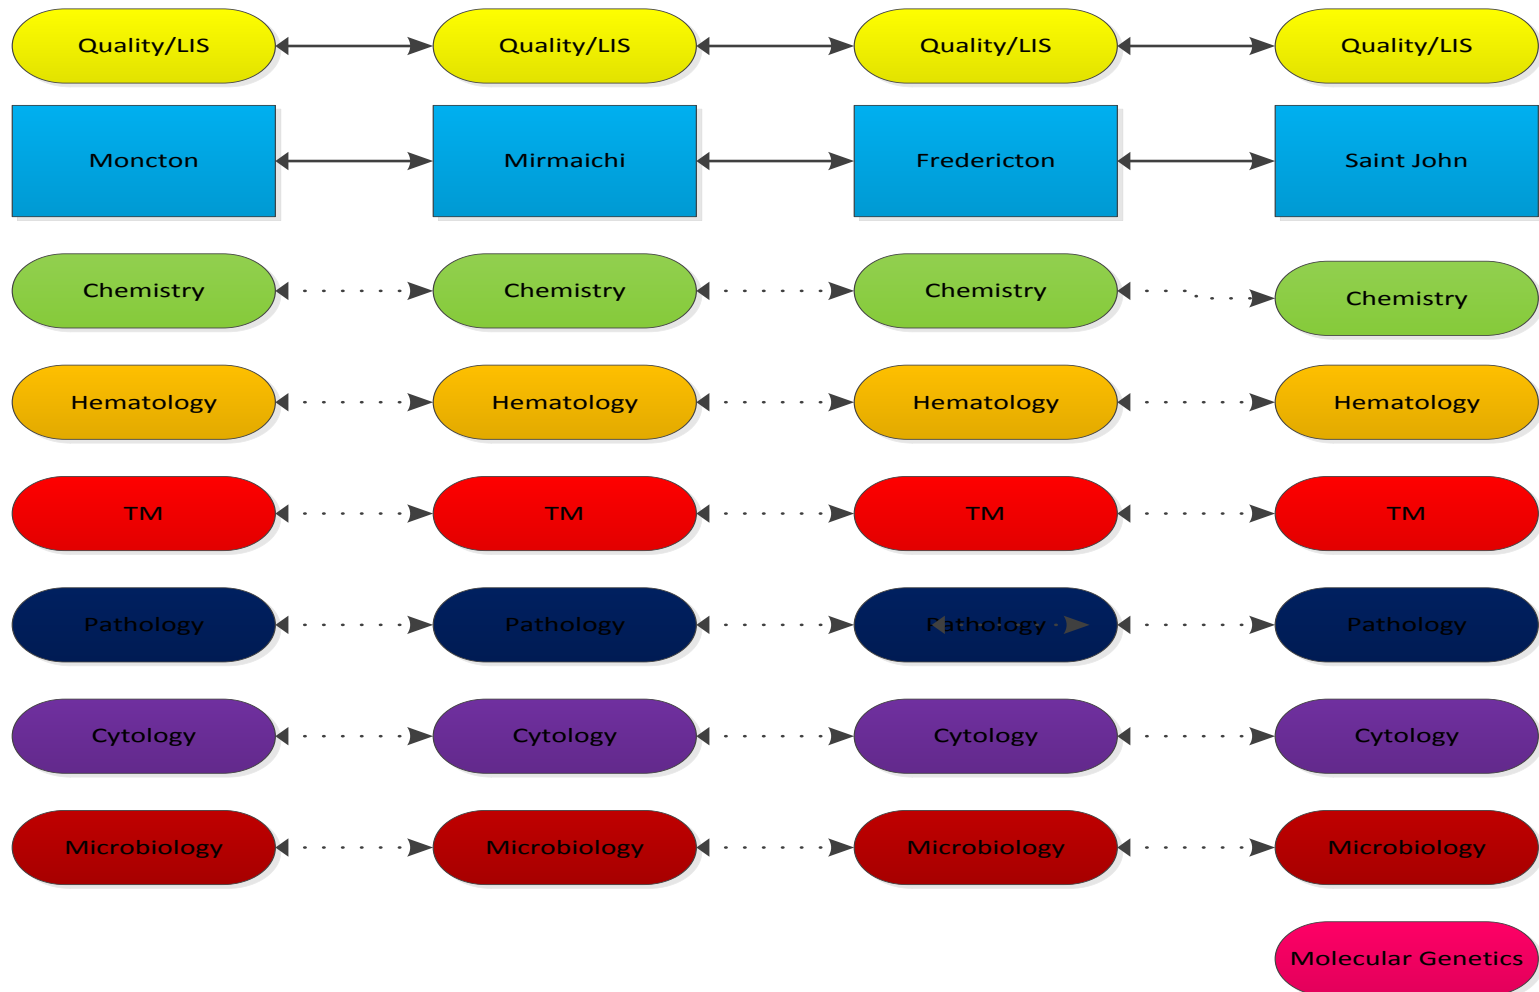 Quality/LIS Quality/LIS Quality/LIS Quality/LIS
Moncton Mirmaichi Fredericton Saint John
Chemistry Chemistry Chemistry Chemistry
Hematology Hematology Hematology Hematology
TM TM TM TM
Pathology Pathology Pathology Pathology
Cytology Cytology Cytology Cytology
Microbiology Microbiology Microbiology Microbiology
Molecular Genetics